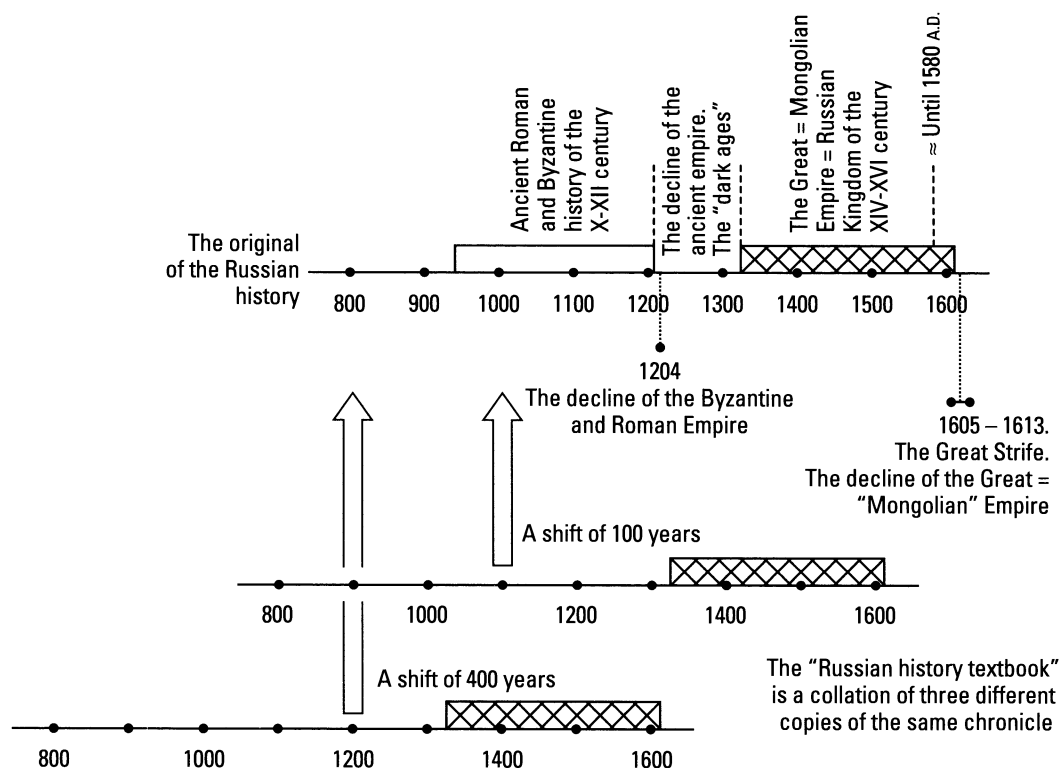 Ancient Roman
and Byzantine
history of the
X-XII century
The decline of the
ancient empire.
The “dark ages”
The Great = Mongolian
Empire = Russian
Kingdom of the
XIV-XVI century
≈ Until 1580 A.D.
The original
of the Russian
history
800 900 1000 1100 1200 1300 1400 1500 1600
1204
The decline of the Byzantine
and Roman Empire
1605 – 1613.
The Great Strife.
The decline of the Great =
“Mongolian” Empire
A shift of 100 years
800 1000 1200 1400 1600
A shift of 400 years
The “Russian history textbook”
is a collation of three different
copies of the same chronicle
800 1000 1200 1400 1600